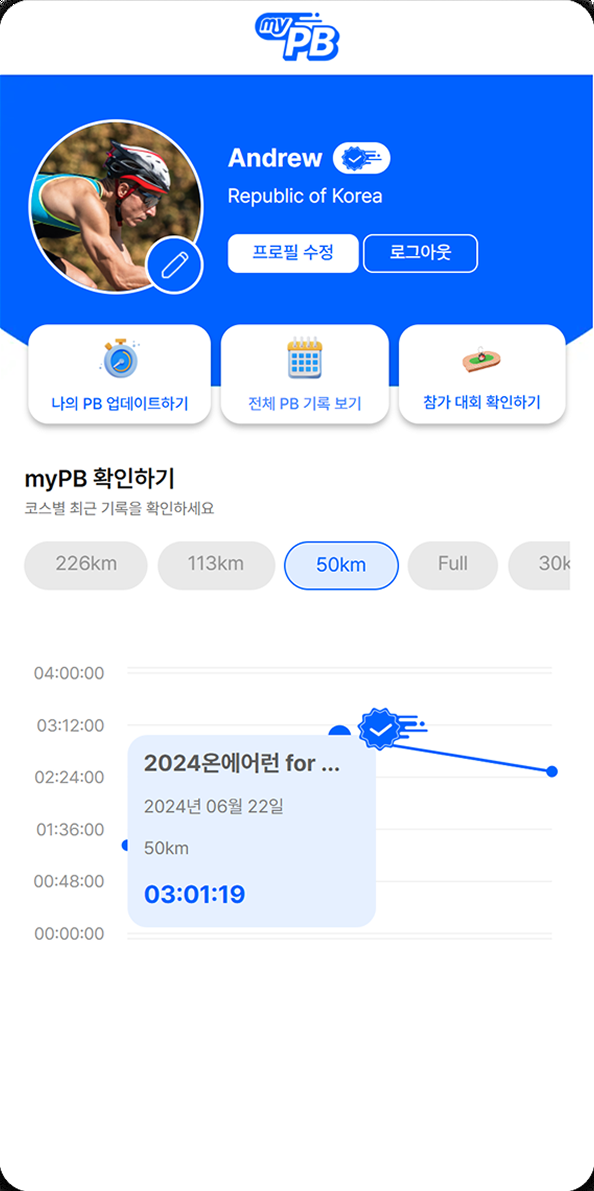 my
PB
Andrew
Republic of Korea
프로필 수정
로그아웃
나의 PB 업데이트하기
전체 PB 기록 보기
참가 대회 확인하기
myPB 확인하기
코스별 최근 기록을 확인하세요
226km
113km
50km
Full
30k
04:00:00
03:12:00
02:24:00
01:36:00
00:48:00
00:00:00
2024온에어런 for ...
2024년 06월 22일
50km
03:01:19